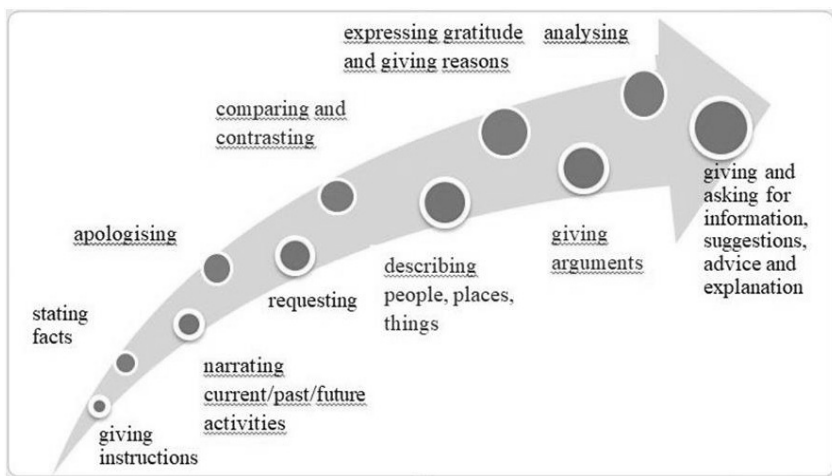 expressing gratitude
and giving reasons
analysing
comparing and
contrasting
giving and
asking for
information,
suggestions,
advice and
explanation
apologising
giving
arguments
describing
people, places,
things
requesting
stating
facts
narrating
current/past/future
activities
giving
instructions